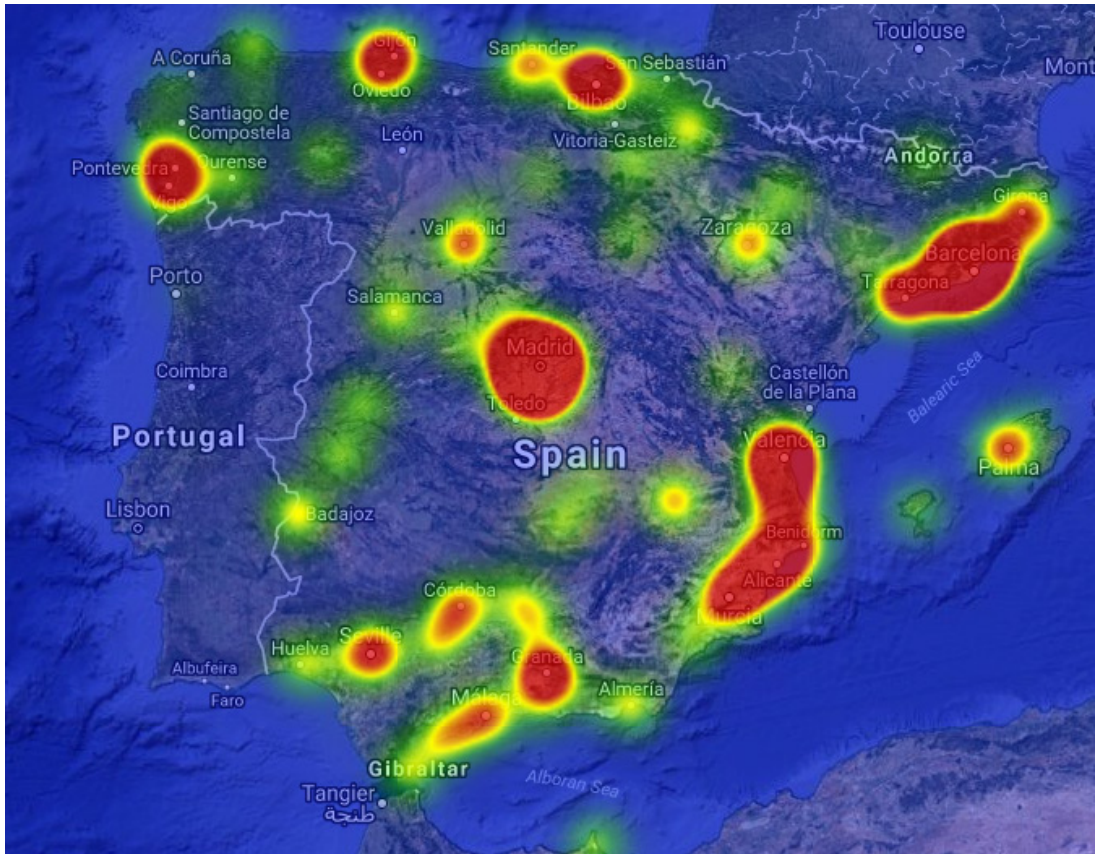 Toulouse
A Coruña
Gijón
Oviedo
Santander
Bilbao
San Sebastián
Mont
Santiago de
Compostela
León
Vitoria-Gasteiz
Andorra
Pontevedra
Ourense
Vigo
Girona
Valladolid
Zaragoza
Barcelona
Porto
Tarragona
Salamanca
Madrid
Coimbra
Castellón
de la Plana
Balearic Sea
Toledo
Portugal
Spain
Valencia
Palma
Lisbon
Badajoz
Benidorm
Alicante
Córdoba
Murcia
Seville
Huelva
Granada
Albufeira
Faro
Málaga
Almería
Gibraltar
Alboran Sea
Tangier
طنجة